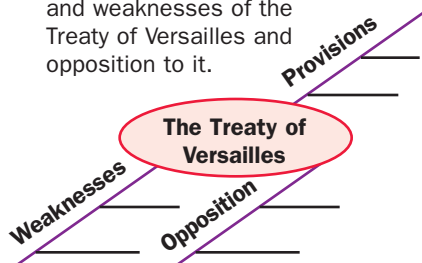 and weaknesses of the
Treaty of Versailles and
opposition to it.
Provisions
The Treaty of
Versailles
Weaknesses
Opposition